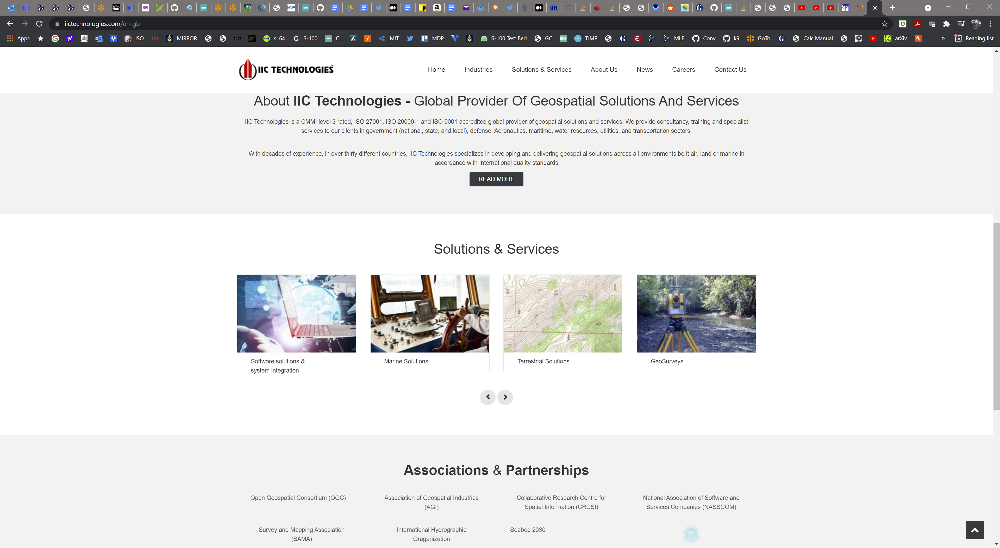 iictechnologies.com/en-gb
Apps
ISO
MIRROR
s164
S-100
CL
MIT
MDP
S-100 Test Bed
GC
TIME
MLB
Conv
k9
GoTo
Calc Manual
arXiv
»
Reading list
IIC TECHNOLOGIES
Home
Industries
Solutions & Services
About Us
News
Careers
Contact Us
About IIC Technologies - Global Provider Of Geospatial Solutions And Services
IIC Technologies is a CMMI level 3 rated, ISO 27001, ISO 20000-1 and ISO 9001 accredited global provider of geospatial solutions and services. We provide consultancy, training and specialist
services to our clients in government (national, state, and local), defense, Aeronautics, maritime, water resources, utilities, and transportation sectors.
With decades of experience, in over thirty different countries, IIC Technologies specializes in developing and delivering geospatial solutions across all environments be it air, land or marine in
accordance with International quality standards
READ MORE
Solutions & Services
Software solutions &
system integration
Marine Solutions
Terrestrial Solutions
GeoSurveys
Associations & Partnerships
Open Geospatial Consortium (OGC)
Association of Geospatial Industries
(AGI)
Collaborative Research Centre for
Spatial Information (CRCSI)
National Association of Software and
Services Companies (NASSCOM)
Survey and Mapping Association
(SAMA)
International Hydrographic
Oraganization
Seabed 2030